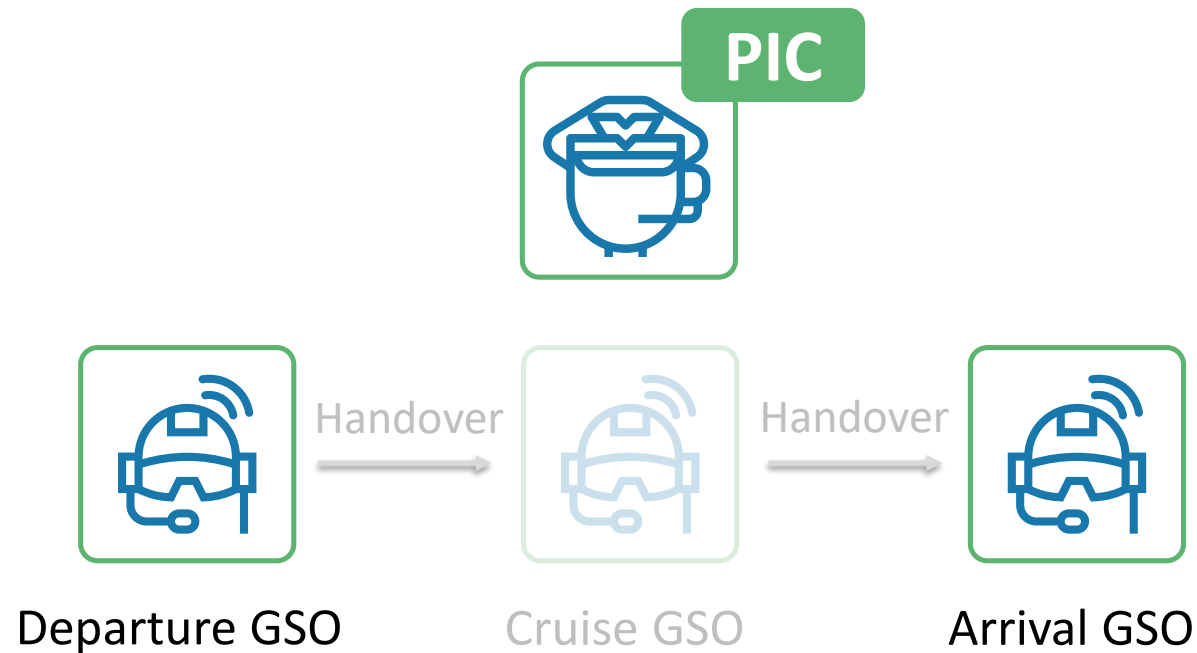 PIC
Handover
Handover
Departure GSO
Cruise GSO
Arrival GSO